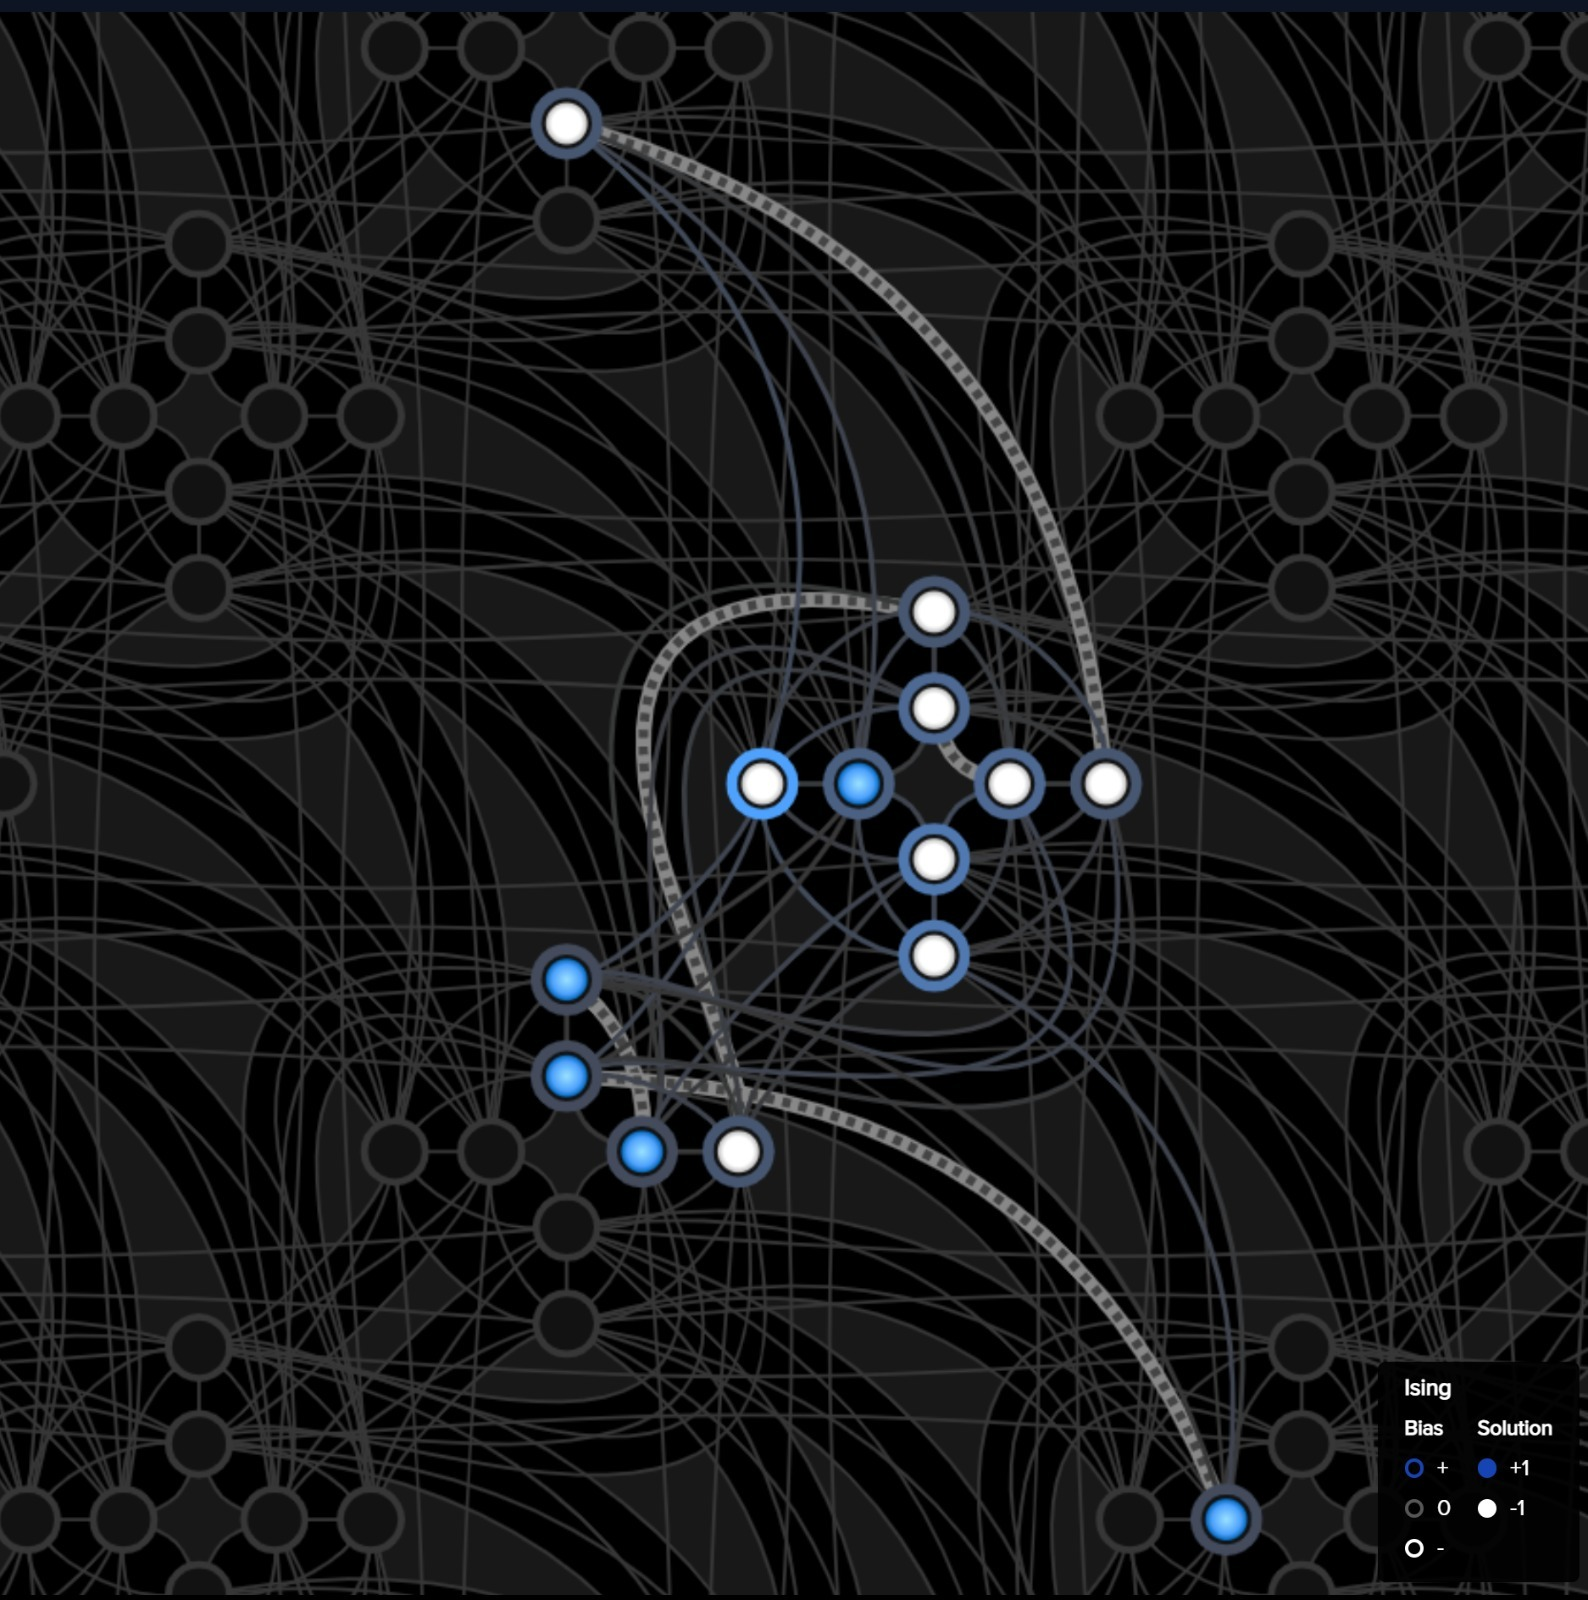 Ising
Bias Solution
+ +1
0 -1
-